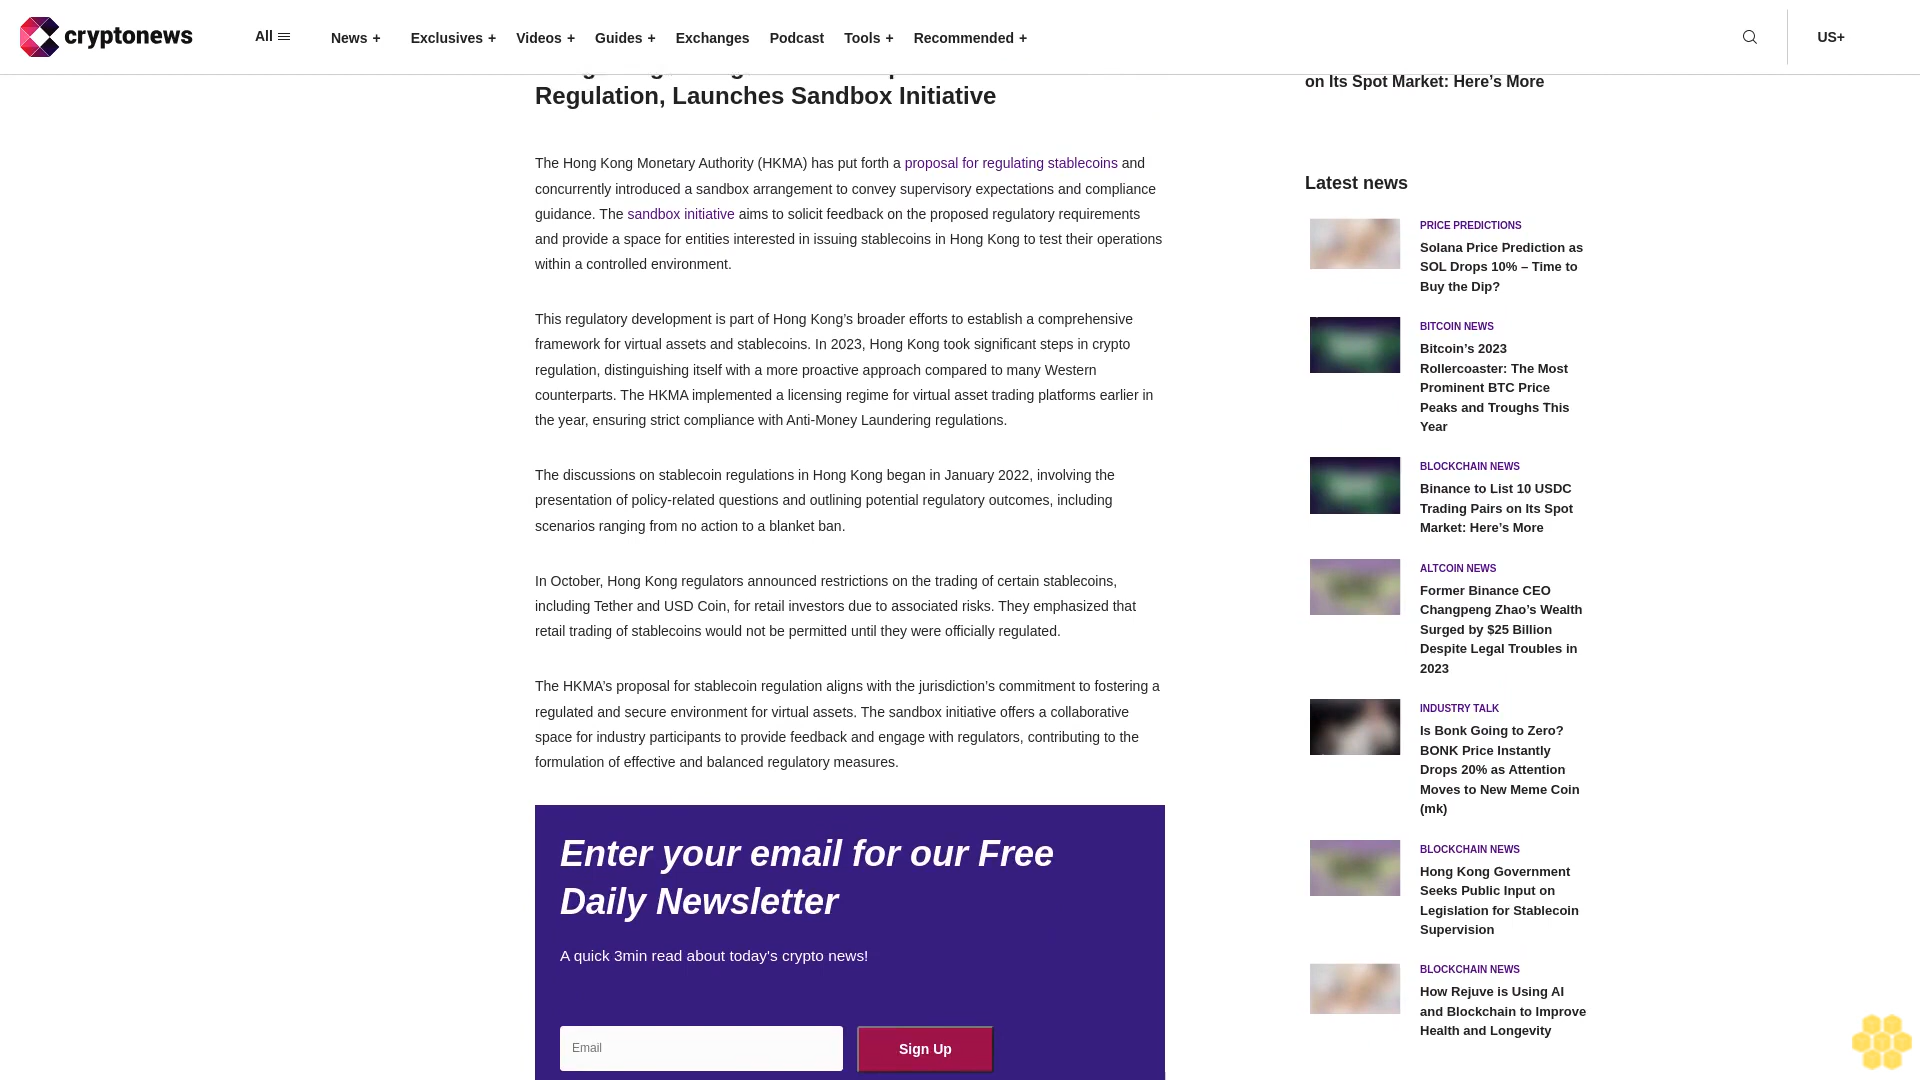 cryptonews
All
News +
Exclusives +
Videos +
Guides +
Exchanges
Podcast
Tools +
Recommended +
US+
Regulation, Launches Sandbox Initiative
The Hong Kong Monetary Authority (HKMA) has put forth a proposal for regulating stablecoins and
concurrently introduced a sandbox arrangement to convey supervisory expectations and compliance
guidance. The sandbox initiative aims to solicit feedback on the proposed regulatory requirements
and provide a space for entities interested in issuing stablecoins in Hong Kong to test their operations
within a controlled environment.
This regulatory development is part of Hong Kong’s broader efforts to establish a comprehensive
framework for virtual assets and stablecoins. In 2023, Hong Kong took significant steps in crypto
regulation, distinguishing itself with a more proactive approach compared to many Western
counterparts. The HKMA implemented a licensing regime for virtual asset trading platforms earlier in
the year, ensuring strict compliance with Anti-Money Laundering regulations.
The discussions on stablecoin regulations in Hong Kong began in January 2022, involving the
presentation of policy-related questions and outlining potential regulatory outcomes, including
scenarios ranging from no action to a blanket ban.
In October, Hong Kong regulators announced restrictions on the trading of certain stablecoins,
including Tether and USD Coin, for retail investors due to associated risks. They emphasized that
retail trading of stablecoins would not be permitted until they were officially regulated.
The HKMA’s proposal for stablecoin regulation aligns with the jurisdiction’s commitment to fostering a
regulated and secure environment for virtual assets. The sandbox initiative offers a collaborative
space for industry participants to provide feedback and engage with regulators, contributing to the
formulation of effective and balanced regulatory measures.
Enter your email for our Free
Daily Newsletter
A quick 3min read about today's crypto news!
Email
Sign Up
on Its Spot Market: Here’s More
Latest news
PRICE PREDICTIONS
Solana Price Prediction as
SOL Drops 10% – Time to
Buy the Dip?
BITCOIN NEWS
Bitcoin’s 2023
Rollercoaster: The Most
Prominent BTC Price
Peaks and Troughs This
Year
BLOCKCHAIN NEWS
Binance to List 10 USDC
Trading Pairs on Its Spot
Market: Here’s More
ALTCOIN NEWS
Former Binance CEO
Changpeng Zhao’s Wealth
Surged by $25 Billion
Despite Legal Troubles in
2023
INDUSTRY TALK
Is Bonk Going to Zero?
BONK Price Instantly
Drops 20% as Attention
Moves to New Meme Coin
(mk)
BLOCKCHAIN NEWS
Hong Kong Government
Seeks Public Input on
Legislation for Stablecoin
Supervision
BLOCKCHAIN NEWS
How Rejuve is Using AI
and Blockchain to Improve
Health and Longevity